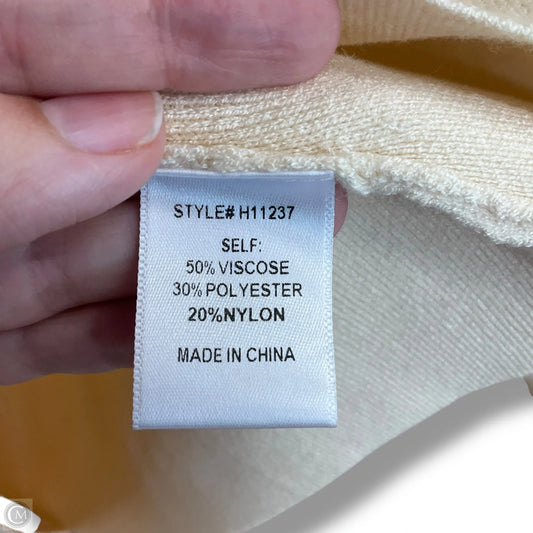 STYLE# H11237
SELF:
50% VISCOSE
30% POLYESTER
20%NYLON
MADE IN CHINA